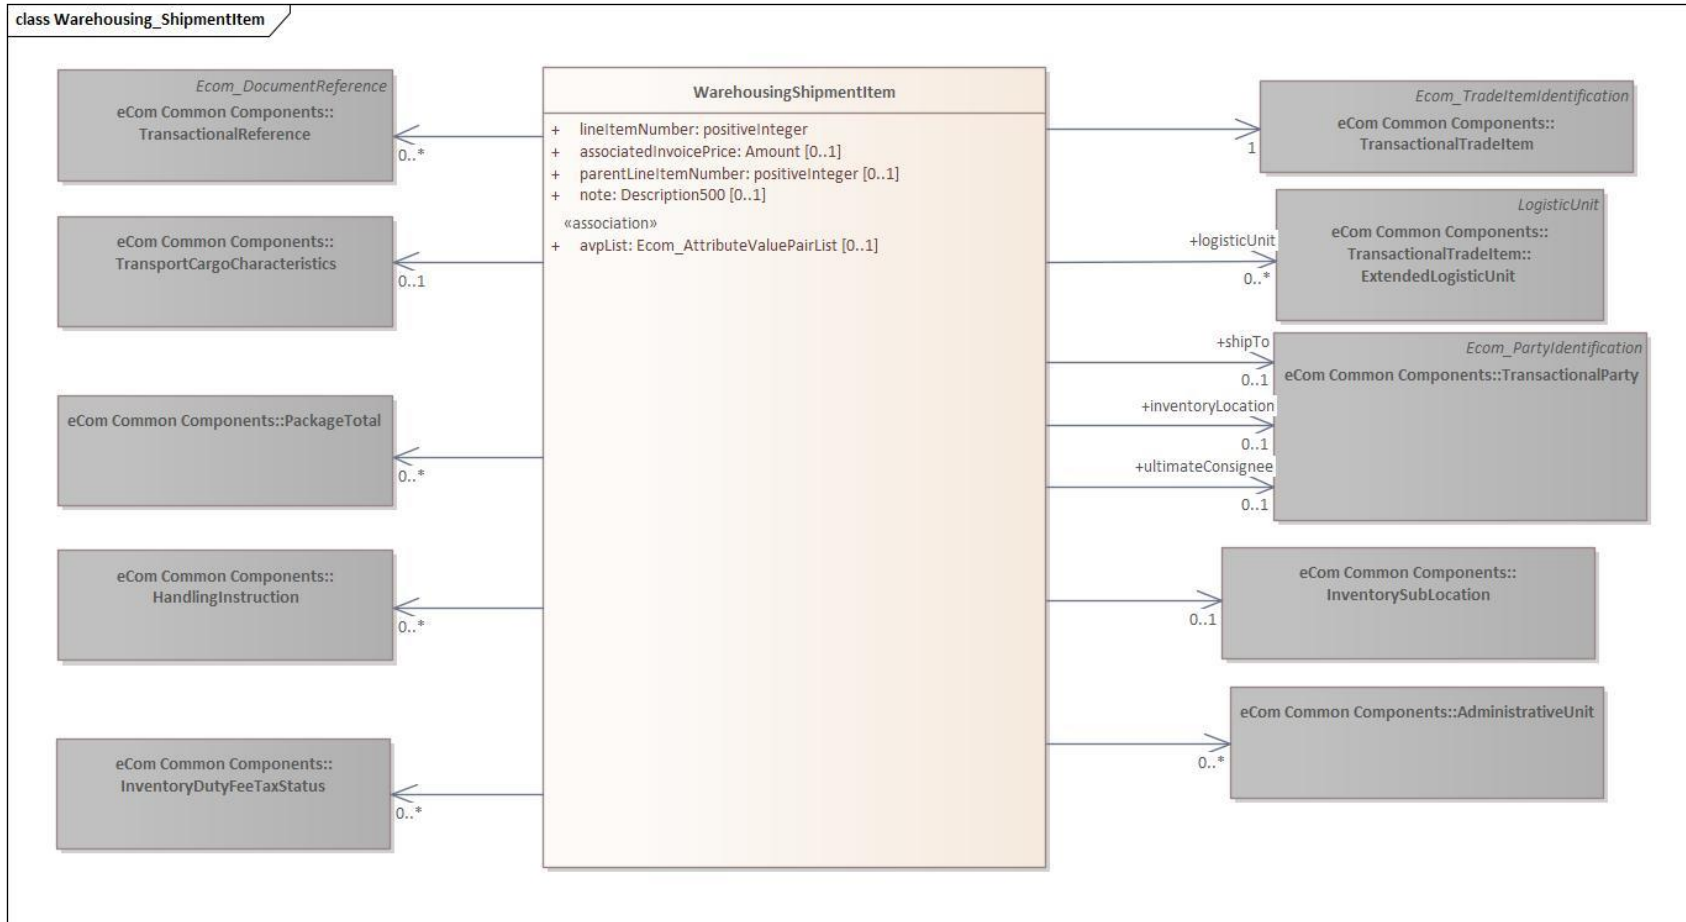 class Warehousing_ShipmentItem
Ecom_DocumentReference
eCom Common Components::
TransactionalReference
0..*
eCom Common Components::
TransportCargoCharacteristics
0..1
eCom Common Components::PackageTotal
0..*
eCom Common Components::
HandlingInstruction
0..*
eCom Common Components::
InventoryDutyFeeTaxStatus
0..*
WarehousingShipmentItem
+ lineItemNumber: positiveInteger
+ associatedInvoicePrice: Amount [0..1]
+ parentLineItemNumber: positiveInteger [0..1]
+ note: Description500 [0..1]
«association»
+ avpList: Ecom_AttributeValuePairList [0..1]
Ecom_TradeItemIdentification
eCom Common Components::
TransactionalTradeItem
1
LogisticUnit
eCom Common Components::
TransactionalTradeItem::
ExtendedLogisticUnit
+logisticUnit
0..*
Ecom_PartyIdentification
eCom Common Components::TransactionalParty
+shipTo
0..1
+inventoryLocation
0..1
+ultimateConsignee
0..1
eCom Common Components::
InventorySubLocation
0..1
eCom Common Components::AdministrativeUnit
0..*